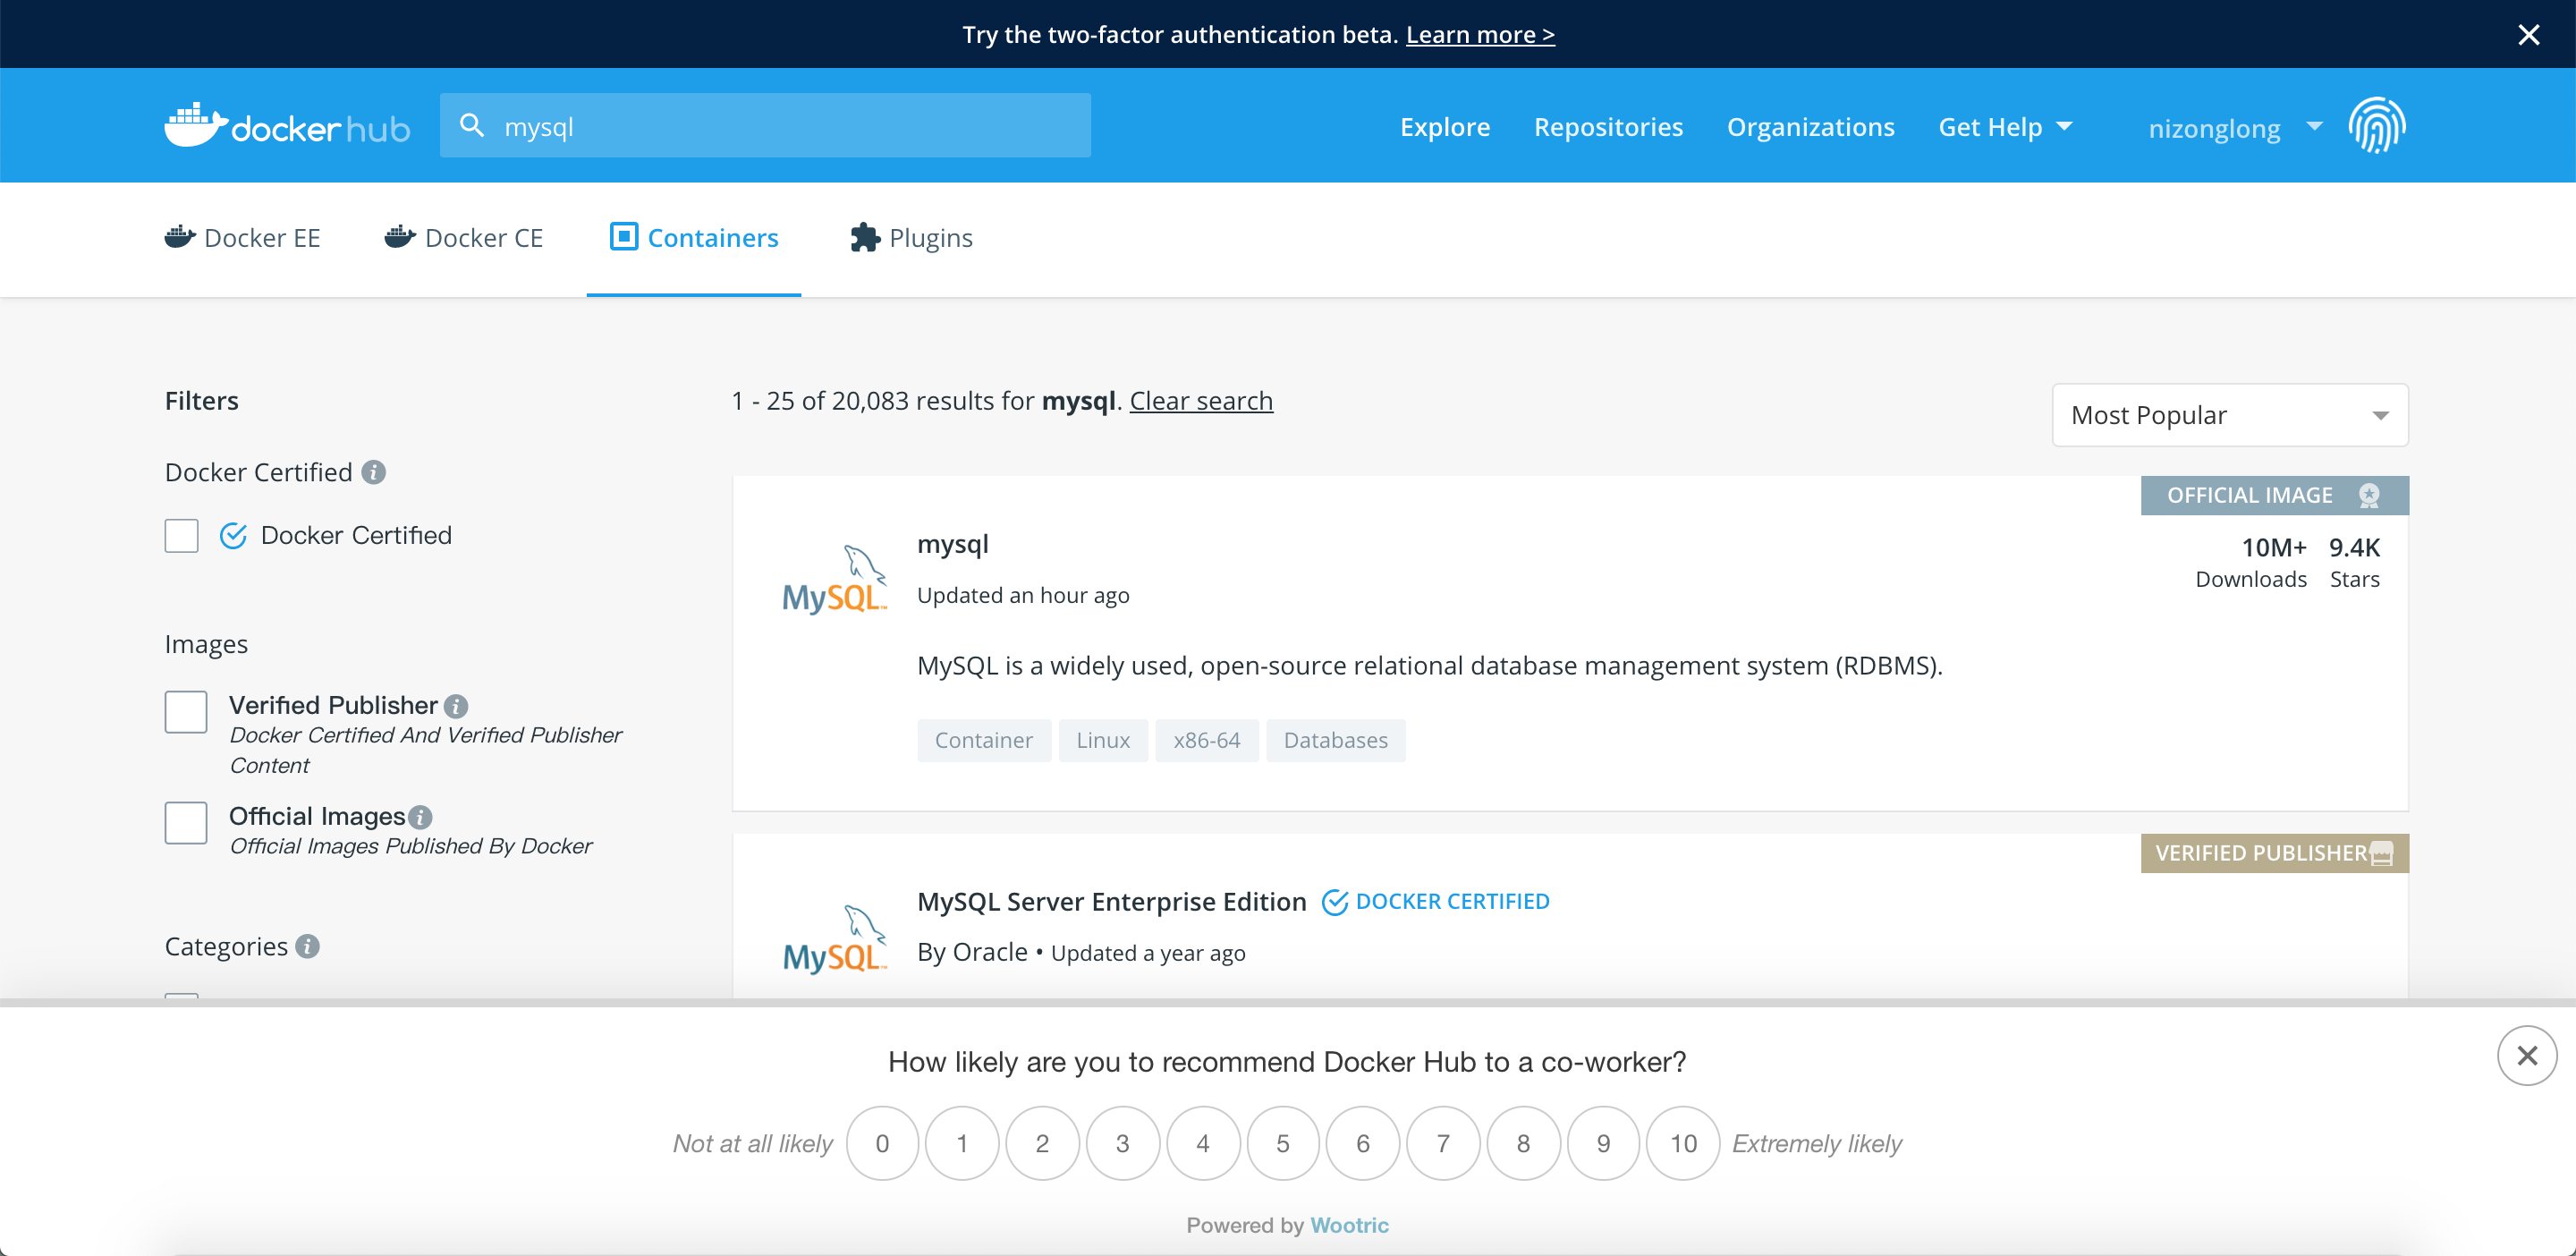 Try the two-factor authentication beta. Learn more >
docker hub
mysql
Explore
Repositories
Organizations
Get Help
nizonglong
Docker EE
Docker CE
Containers
Plugins
Filters
Docker Certified
Docker Certified
Images
Verified Publisher
Docker Certified And Verified Publisher
Content
Official Images
Official Images Published By Docker
Categories
1 - 25 of 20,083 results for mysql. Clear search
Most Popular
OFFICIAL IMAGE
MySQL™
mysql
10M+ 9.4K
Downloads Stars
Updated an hour ago
MySQL is a widely used, open-source relational database management system (RDBMS).
Container Linux x86-64 Databases
VERIFIED PUBLISHER
MySQL™
MySQL Server Enterprise Edition DOCKER CERTIFIED
By Oracle • Updated a year ago
How likely are you to recommend Docker Hub to a co-worker?
Not at all likely 0 1 2 3 4 5 6 7 8 9 10 Extremely likely
Powered by Wootric